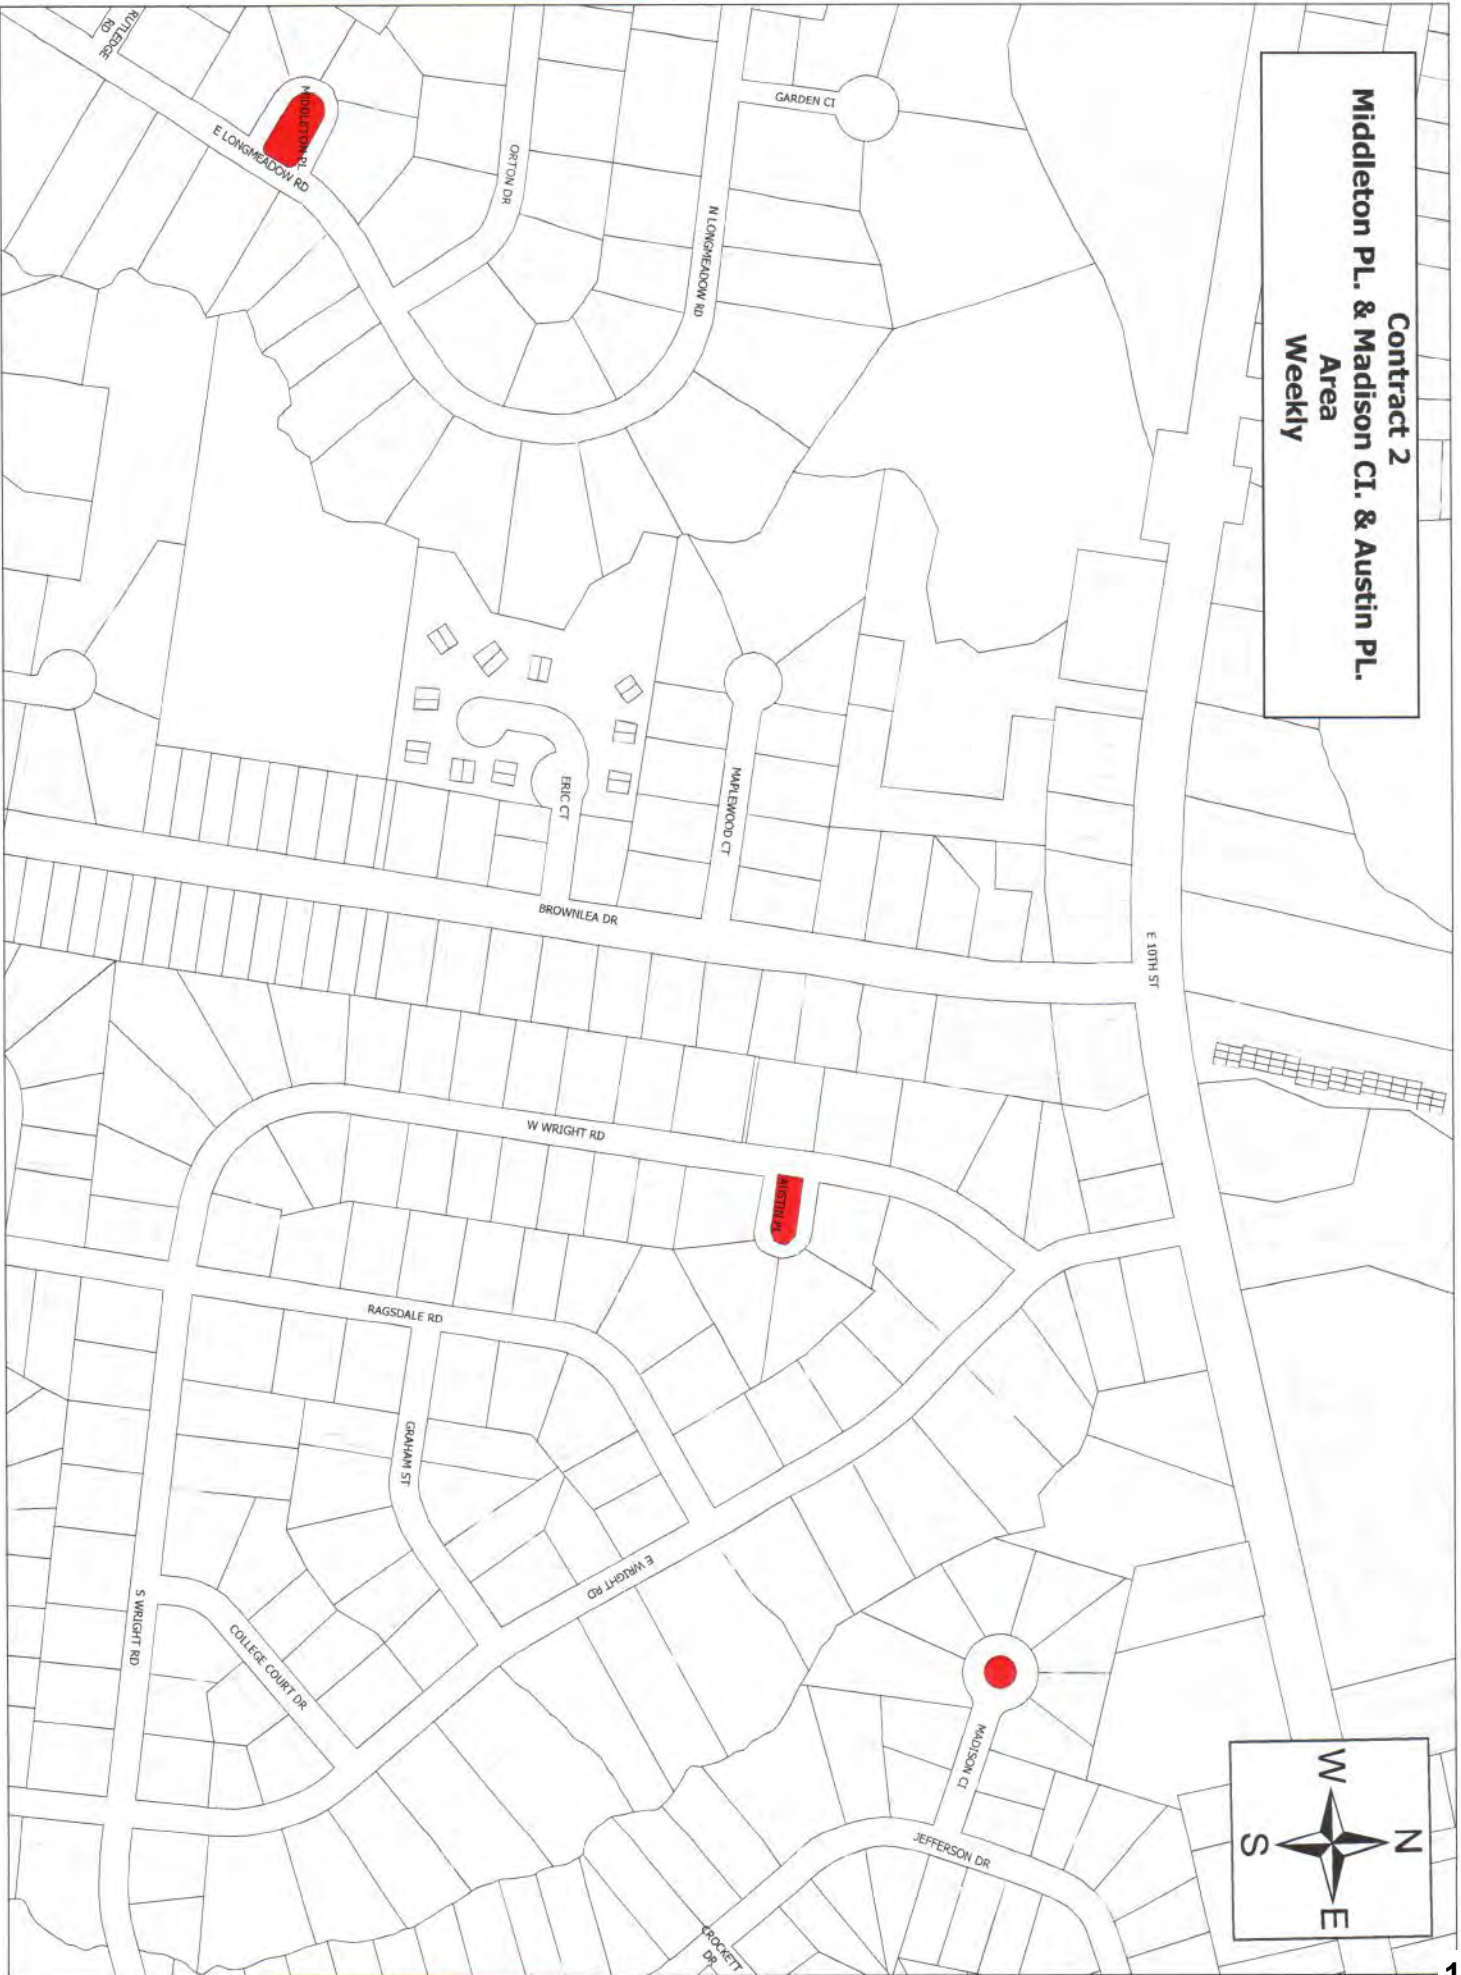 Contract 2
Middleton PL. & Madison CI. & Austin PL.
Area
Weekly
N
W
E
S
RUTLEDGE
RD
MIDDLETON PL
E LONGMEADOW RD
ORTON DR
GARDEN CI
N LONGMEADOW RD
ERIC CT
MAPLEWOOD CT
BROWNLEA DR
E 10TH ST
W WRIGHT RD
AUSTIN PL
RAGSDALE RD
GRAHAM ST
E WRIGHT RD
S WRIGHT RD
COLLEGE COURT DR
MADISON CI
JEFFERSON DR
CROCKETT
DR
1